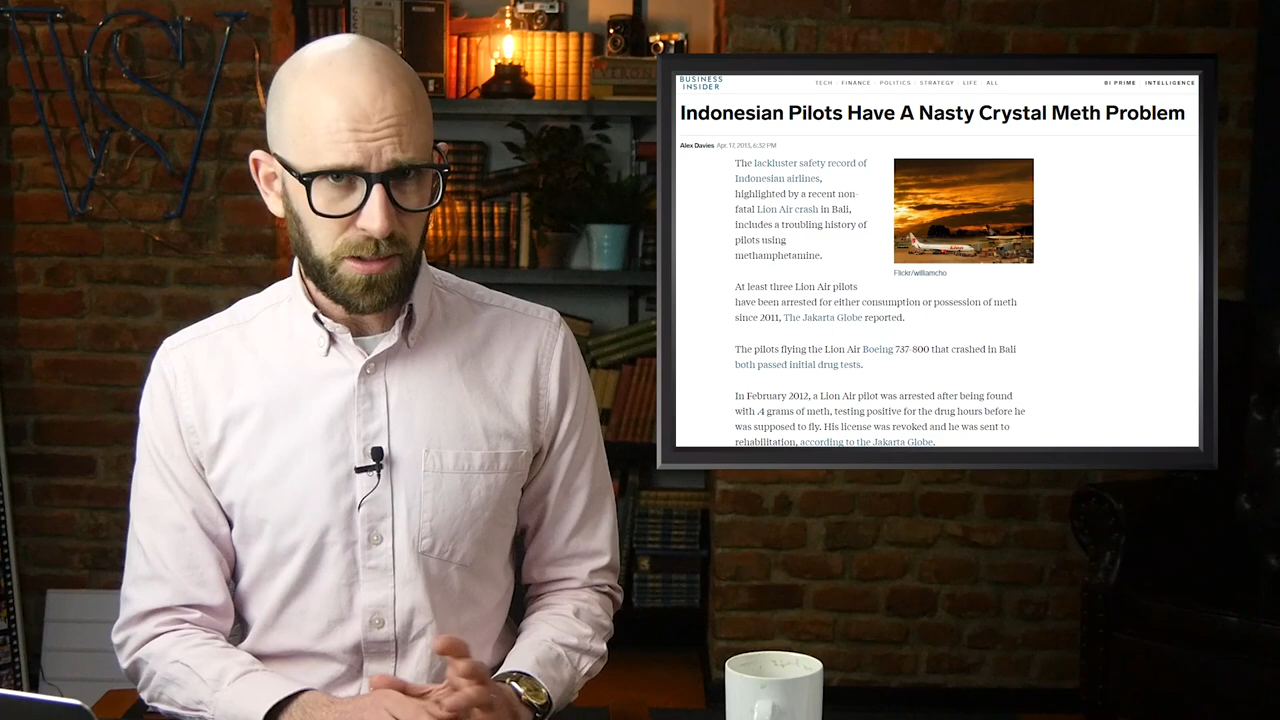 BUSINESS
INSIDER
TECH FINANCE POLITICS STRATEGY LIFE ALL
BI PRIME INTELLIGENCE
Indonesian Pilots Have A Nasty Crystal Meth Problem
Alex Davies Apr. 17, 2013, 6:32 PM
The lackluster safety record of
Indonesian airlines,
highlighted by a recent non-
fatal Lion Air crash in Bali,
includes a troubling history of
pilots using
methamphetamine.
Flickr/williamcho
At least three Lion Air pilots
have been arrested for either consumption or possession of meth
since 2011, The Jakarta Globe reported.
The pilots flying the Lion Air Boeing 737-800 that crashed in Bali
both passed initial drug tests.
In February 2012, a Lion Air pilot was arrested after being found
with .4 grams of meth, testing positive for the drug hours before he
was supposed to fly. His license was revoked and he was sent to
rehabilitation, according to the Jakarta Globe.